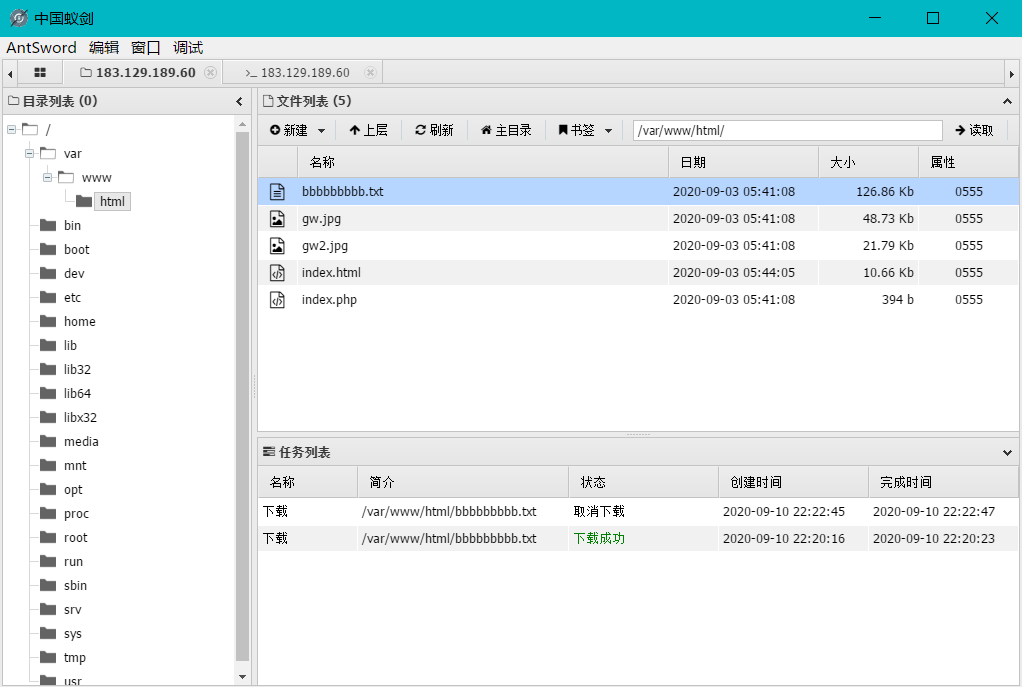 中国蚁剑
AntSword 编辑 窗口 调试
183.129.189.60 >_ 183.129.189.60
目录列表 (0)
/
var
www
html
bin
boot
dev
etc
home
lib
lib32
lib64
libx32
media
mnt
opt
proc
root
run
sbin
srv
sys
tmp
usr
文件列表 (5)
新建 上层 刷新 主目录 书签 /var/www/html/ 读取
名称 日期 大小 属性
bbbbbbbbb.txt 2020-09-03 05:41:08 126.86 Kb 0555
gw.jpg 2020-09-03 05:41:08 48.73 Kb 0555
gw2.jpg 2020-09-03 05:41:08 21.79 Kb 0555
index.html 2020-09-03 05:44:05 10.66 Kb 0555
index.php 2020-09-03 05:41:08 394 b 0555
任务列表
名称 简介 状态 创建时间 完成时间
下载 /var/www/html/bbbbbbbbb.txt 取消下载 2020-09-10 22:22:45 2020-09-10 22:22:47
下载 /var/www/html/bbbbbbbbb.txt 下载成功 2020-09-10 22:20:16 2020-09-10 22:20:23